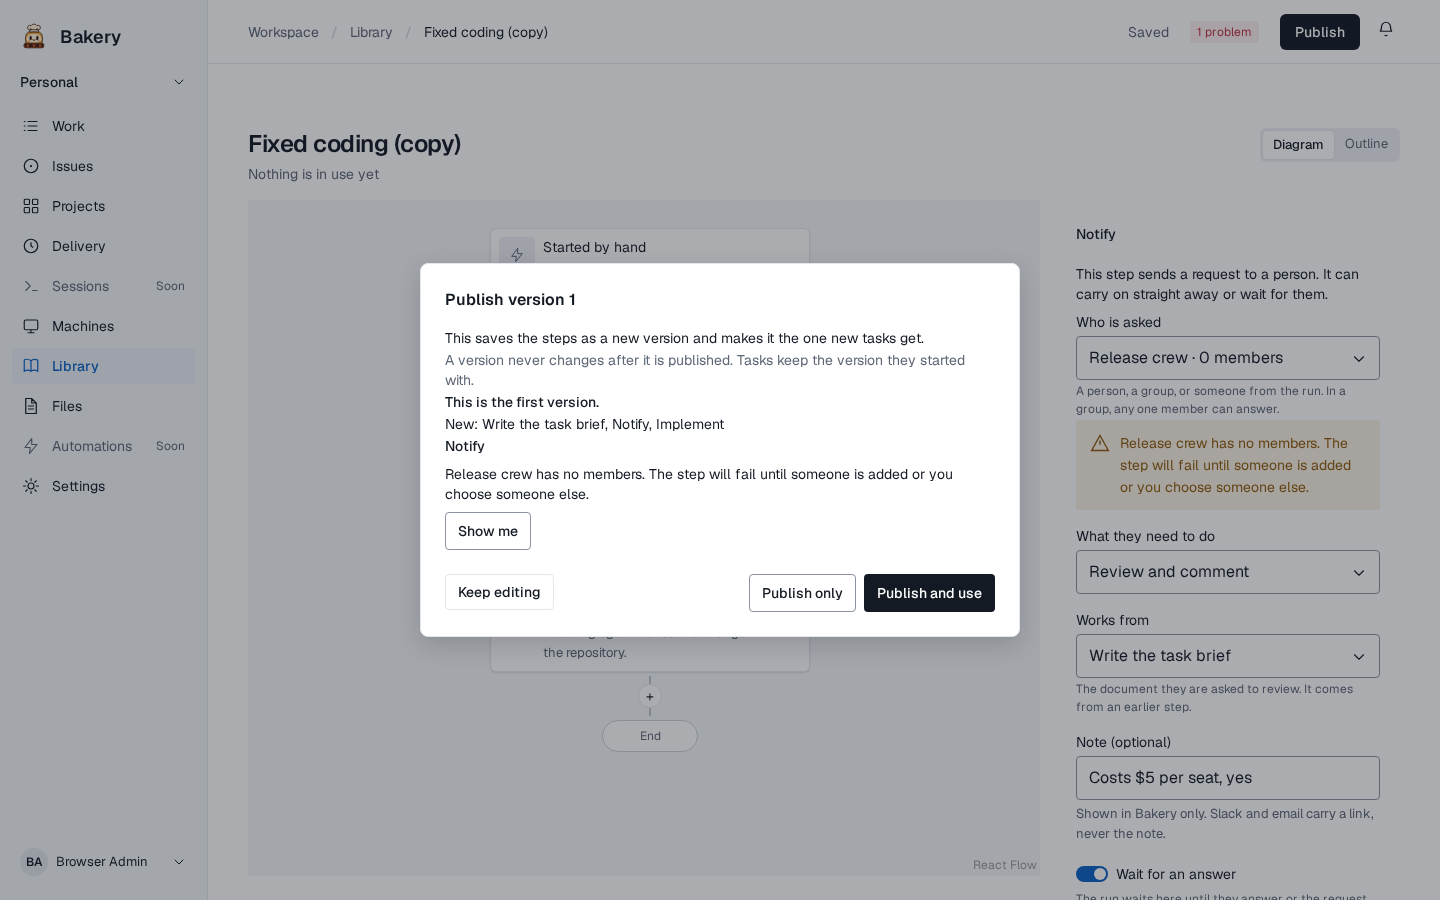 Bakery
Personal
Work
Issues
Projects
Delivery
Sessions Soon
Machines
Library
Files
Automations Soon
Settings
BA Browser Admin
Workspace / Library / Fixed coding (copy)
Saved
1 problem
Publish
Fixed coding (copy)
Nothing is in use yet
Diagram
Outline
Started by hand
Publish version 1
This saves the steps as a new version and makes it the one new tasks get.
A version never changes after it is published. Tasks keep the version they started
with.
This is the first version.
New: Write the task brief, Notify, Implement
Notify
Release crew has no members. The step will fail until someone is added or you
choose someone else.
Show me
Keep editing
Publish only
Publish and use
the repository.
+
End
React Flow
Notify
This step sends a request to a person. It can
carry on straight away or wait for them.
Who is asked
Release crew · 0 members
A person, a group, or someone from the run. In a
group, any one member can answer.
Release crew has no members. The
step will fail until someone is added
or you choose someone else.
What they need to do
Review and comment
Works from
Write the task brief
The document they are asked to review. It comes
from an earlier step.
Note (optional)
Costs $5 per seat, yes
Shown in Bakery only. Slack and email carry a link,
never the note.
Wait for an answer
The run waits here until they answer or the request